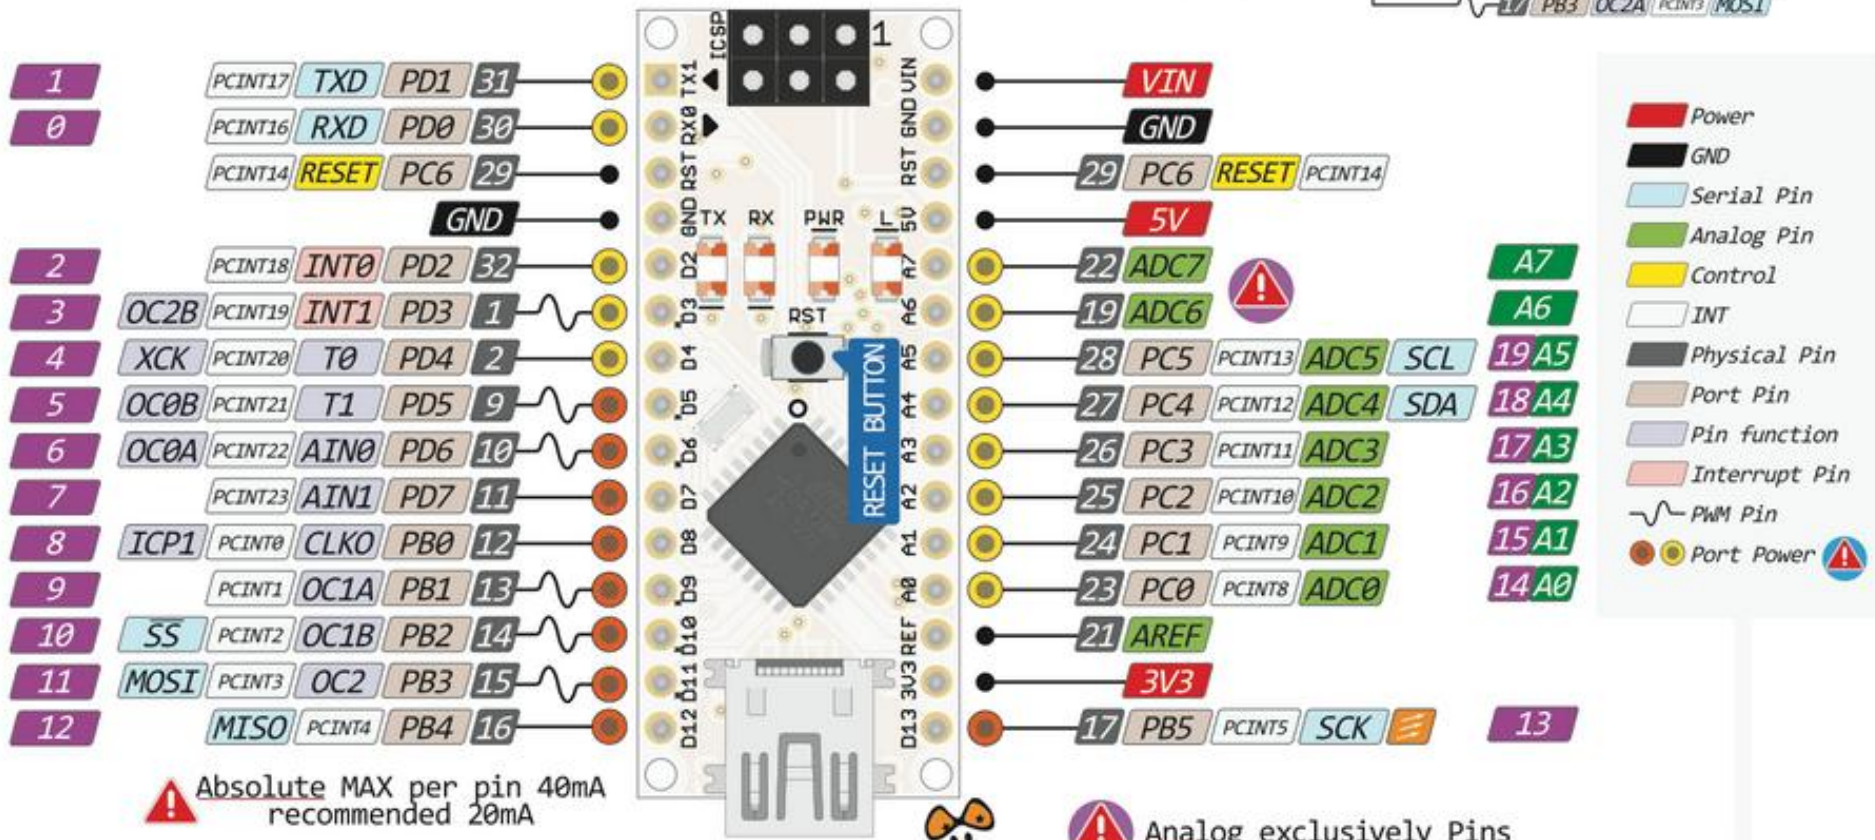 17 PB3 OC2A PCINT3 MOSI
ICSP 1
1 PCINT17 TXD PD1 31 TX1 VIN VIN
0 PCINT16 RXD PD0 30 RX0 GND GND
PCINT14 RESET PC6 29 RST RST 29 PC6 RESET PCINT14
GND GND TX RX PWR L 5V 5V
2 PCINT18 INT0 PD2 32 D2 A7 22 ADC7 A7
3 OC2B PCINT19 INT1 PD3 1 D3 RST A6 19 ADC6 A6
4 XCK PCINT20 T0 PD4 2 D4 A5 28 PC5 PCINT13 ADC5 SCL 19 A5
5 OC0B PCINT21 T1 PD5 9 D5 A4 27 PC4 PCINT12 ADC4 SDA 18 A4
6 OC0A PCINT22 AIN0 PD6 10 D6 A3 26 PC3 PCINT11 ADC3 17 A3
7 PCINT23 AIN1 PD7 11 D7 A2 25 PC2 PCINT10 ADC2 16 A2
8 ICP1 PCINT0 CLKO PB0 12 D8 A1 24 PC1 PCINT9 ADC1 15 A1
9 PCINT1 OC1A PB1 13 D9 A0 23 PC0 PCINT8 ADC0 14 A0
10 SS PCINT2 OC1B PB2 14 D10 REF 21 AREF
11 MOSI PCINT3 OC2 PB3 15 D11 3V3 3V3
12 MISO PCINT4 PB4 16 D12 D13 17 PB5 PCINT5 SCK 13
RESET BUTTON
Power
GND
Serial Pin
Analog Pin
Control
INT
Physical Pin
Port Pin
Pin function
Interrupt Pin
PWM Pin
Port Power
Absolute MAX per pin 40mA
recommended 20mA
Analog exclusively Pins